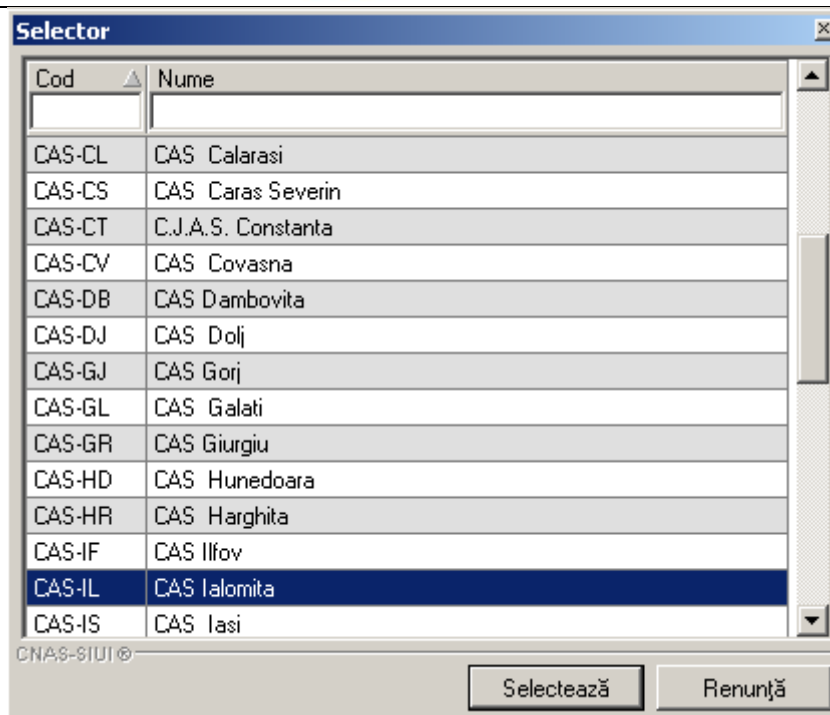 Selector
Cod Nume
CAS-CL CAS Calarasi
CAS-CS CAS Caras Severin
CAS-CT C.J.A.S. Constanta
CAS-CV CAS Covasna
CAS-DB CAS Dambovita
CAS-DJ CAS Dolj
CAS-GJ CAS Gorj
CAS-GL CAS Galati
CAS-GR CAS Giurgiu
CAS-HD CAS Hunedoara
CAS-HR CAS Harghita
CAS-IF CAS Ilfov
CAS-IL CAS Ialomita
CAS-IS CAS Iasi
CNAS-SIUI®
Selectează Renunţă